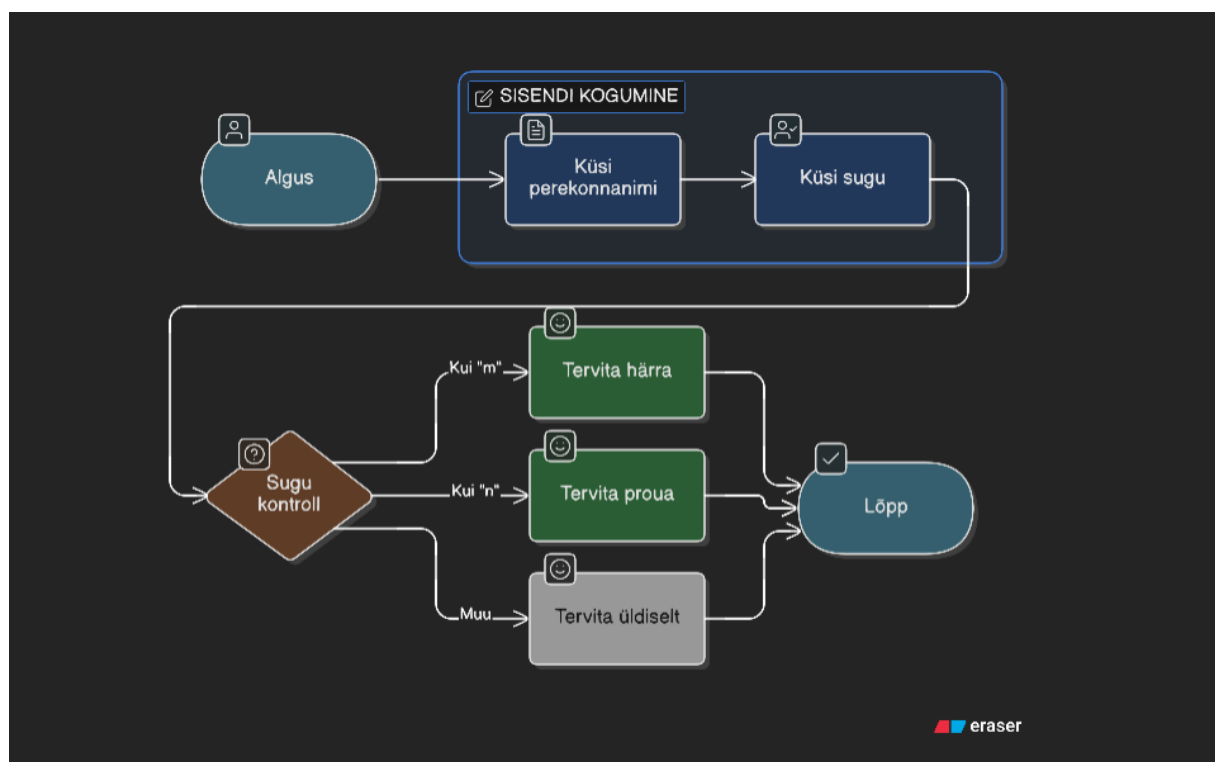 SISENDI KOGUMINE
Algus
Küsi
perekonnanimi
Küsi sugu
Kui "m"
Tervita härra
Sugu
kontroll
Kui "n"
Tervita proua
Lõpp
Muu
Tervita üldiselt
eraser